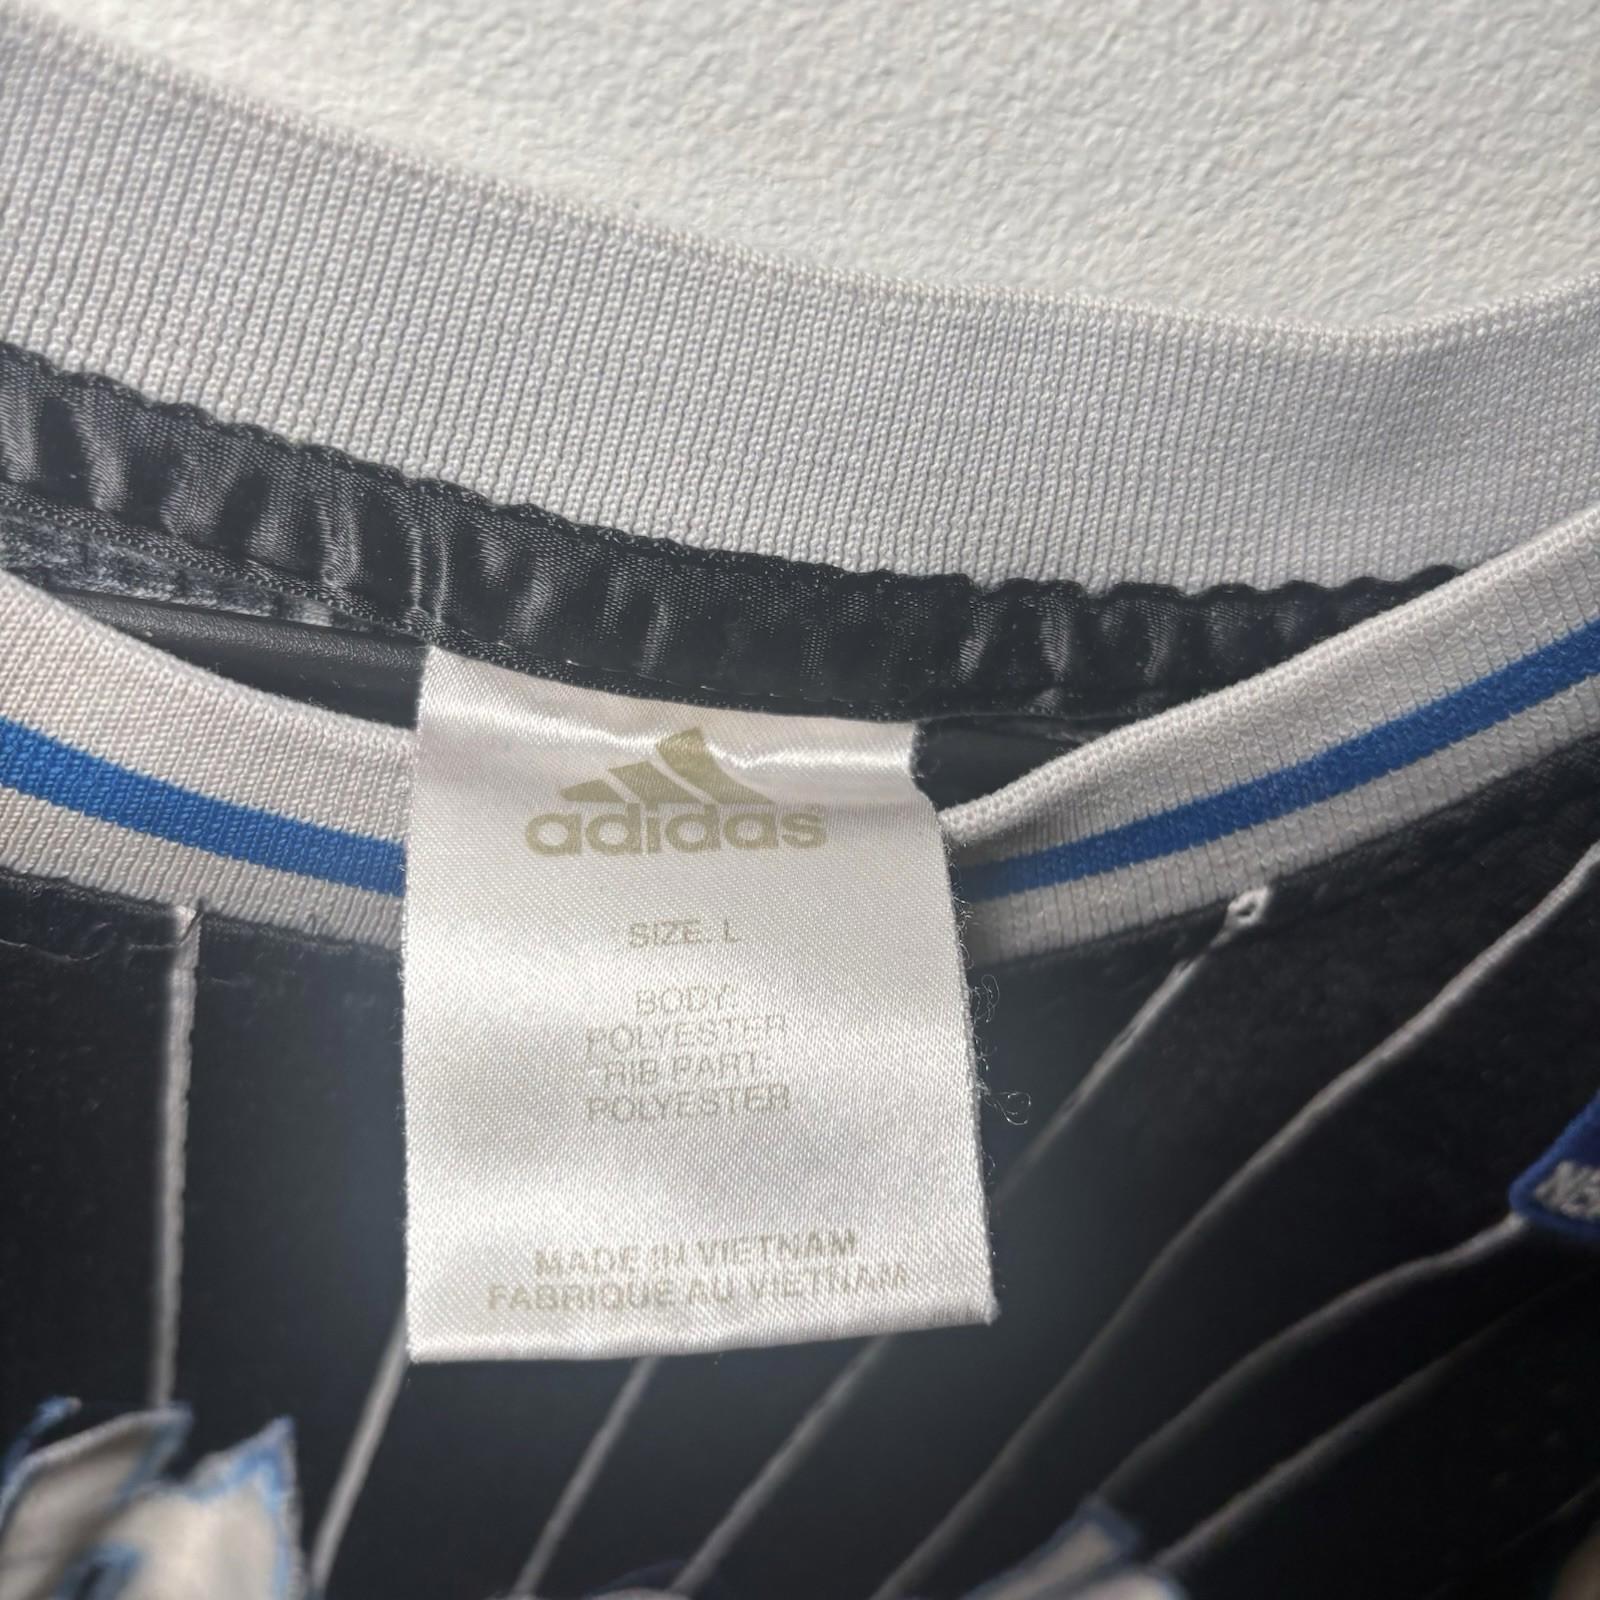 adidas
SIZE. L
BODY:
POLYESTER
RIB PART:
POLYESTER
MADE IN VIETNAM
FABRIQUE AU VIETNAM